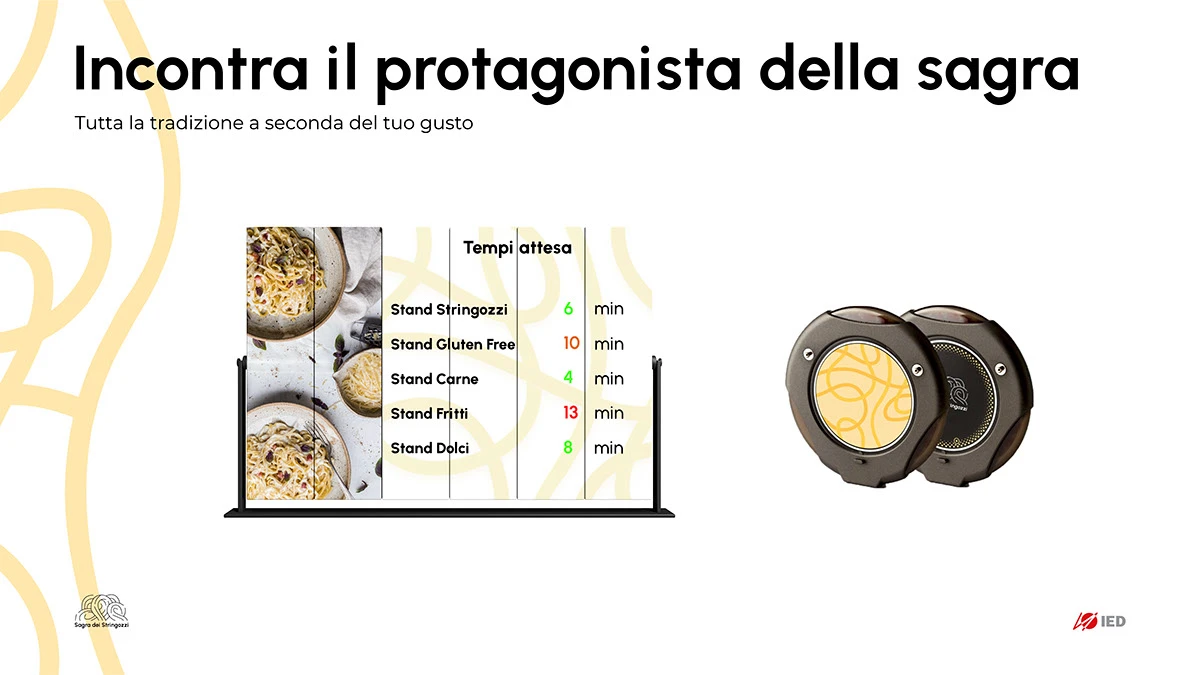 Incontra il protagonista della sagra
Tutta la tradizione a seconda del tuo gusto
Tempi attesa
Stand Stringozzi 6 min
Stand Gluten Free 10 min
Stand Carne 4 min
Stand Fritti 13 min
Stand Dolci 8 min
Sagra dei Stringozzi
IED